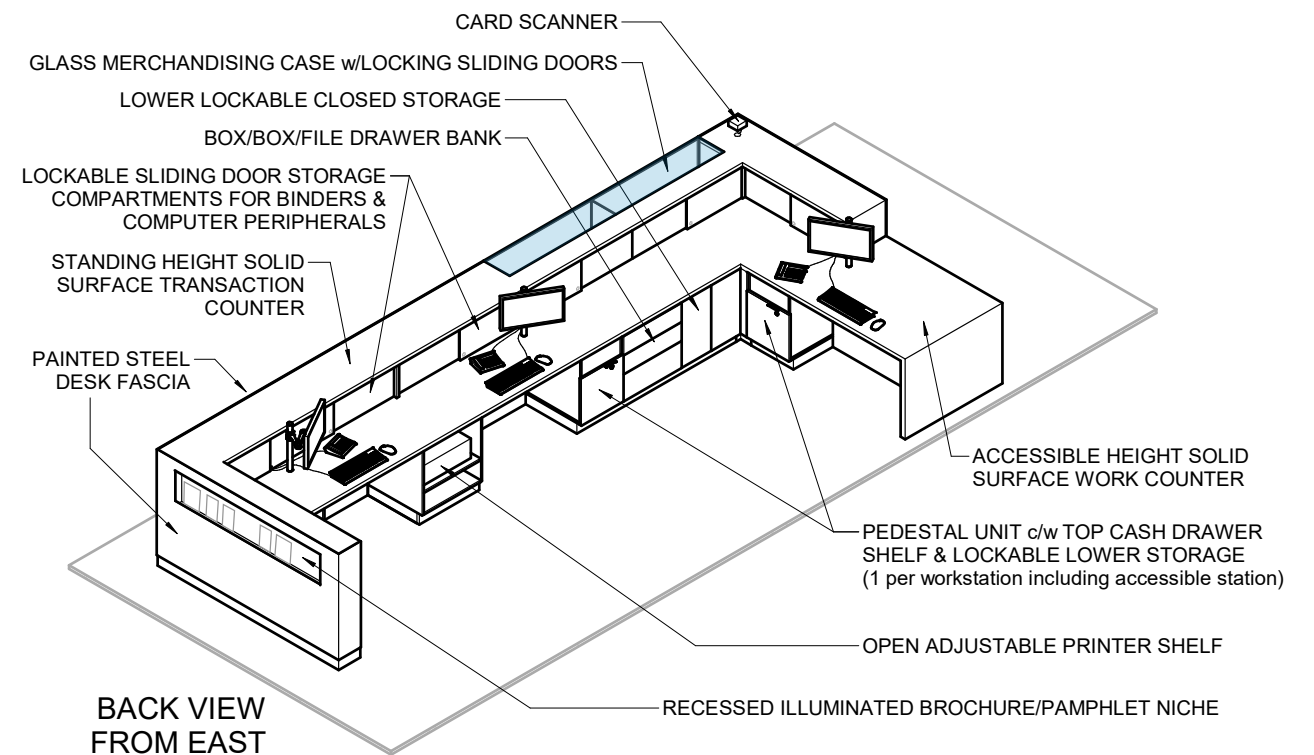 CARD SCANNER
GLASS MERCHANDISING CASE w/LOCKING SLIDING DOORS
LOWER LOCKABLE CLOSED STORAGE
BOX/BOX/FILE DRAWER BANK
LOCKABLE SLIDING DOOR STORAGE
COMPARTMENTS FOR BINDERS &
COMPUTER PERIPHERALS
STANDING HEIGHT SOLID
SURFACE TRANSACTION
COUNTER
PAINTED STEEL
DESK FASCIA
ACCESSIBLE HEIGHT SOLID
SURFACE WORK COUNTER
PEDESTAL UNIT c/w TOP CASH DRAWER
SHELF & LOCKABLE LOWER STORAGE
(1 per workstation including accessible station)
OPEN ADJUSTABLE PRINTER SHELF
RECESSED ILLUMINATED BROCHURE/PAMPHLET NICHE
BACK VIEW
FROM EAST